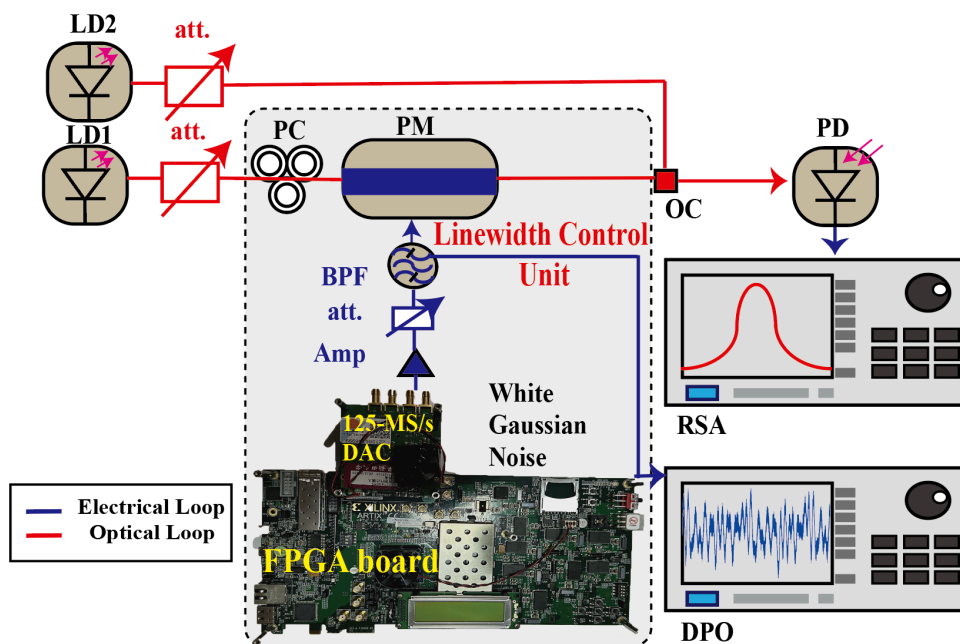 LD2
att.
LD1
att.
PC
PM
PD
OC
Linewidth Control
Unit
BPF
att.
Amp
125-MS/s
DAC
White
Gaussian
Noise
RSA
Electrical Loop
Optical Loop
XILINX
ARTIX
FPGA board
DPO